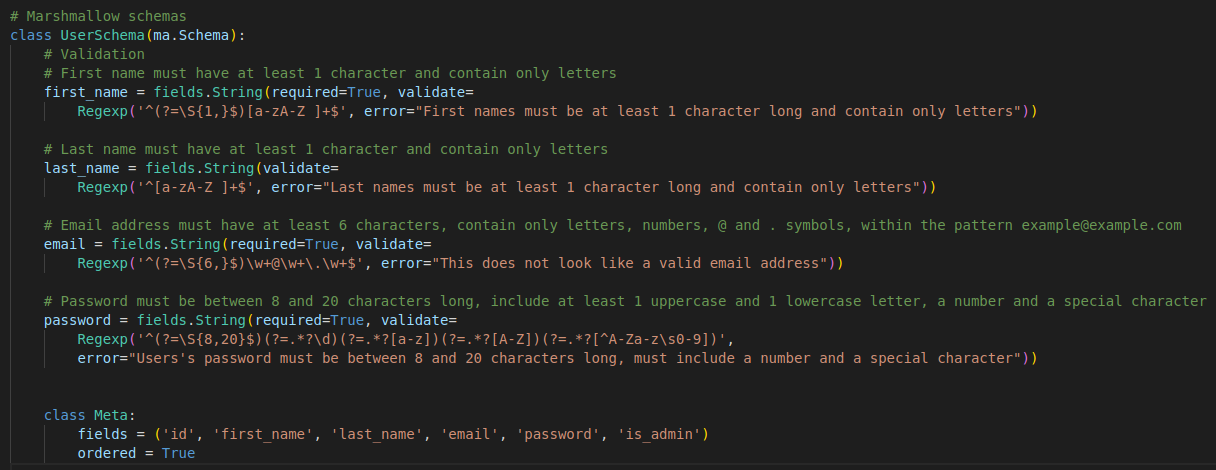 # Marshmallow schemas
class UserSchema(ma.Schema):
    # Validation
    # First name must have at least 1 character and contain only letters
    first_name = fields.String(required=True, validate=
        Regexp('^(?=\S{1,}$)[a-zA-Z ]+$', error="First names must be at least 1 character long and contain only letters"))

    # Last name must have at least 1 character and contain only letters
    last_name = fields.String(validate=
        Regexp('^[a-zA-Z ]+$', error="Last names must be at least 1 character long and contain only letters"))

    # Email address must have at least 6 characters, contain only letters, numbers, @ and . symbols, within the pattern example@example.com
    email = fields.String(required=True, validate=
        Regexp('^(?=\S{6,}$)\w+@\w+\.\w+$', error="This does not look like a valid email address"))

    # Password must be between 8 and 20 characters long, include at least 1 uppercase and 1 lowercase letter, a number and a special character
    password = fields.String(required=True, validate=
        Regexp('^(?=\S{8,20}$)(?=.*?\d)(?=.*?[a-z])(?=.*?[A-Z])(?=.*?[^A-Za-z\s0-9])',
        error="Users's password must be between 8 and 20 characters long, must include a number and a special character"))


    class Meta:
        fields = ('id', 'first_name', 'last_name', 'email', 'password', 'is_admin')
        ordered = True